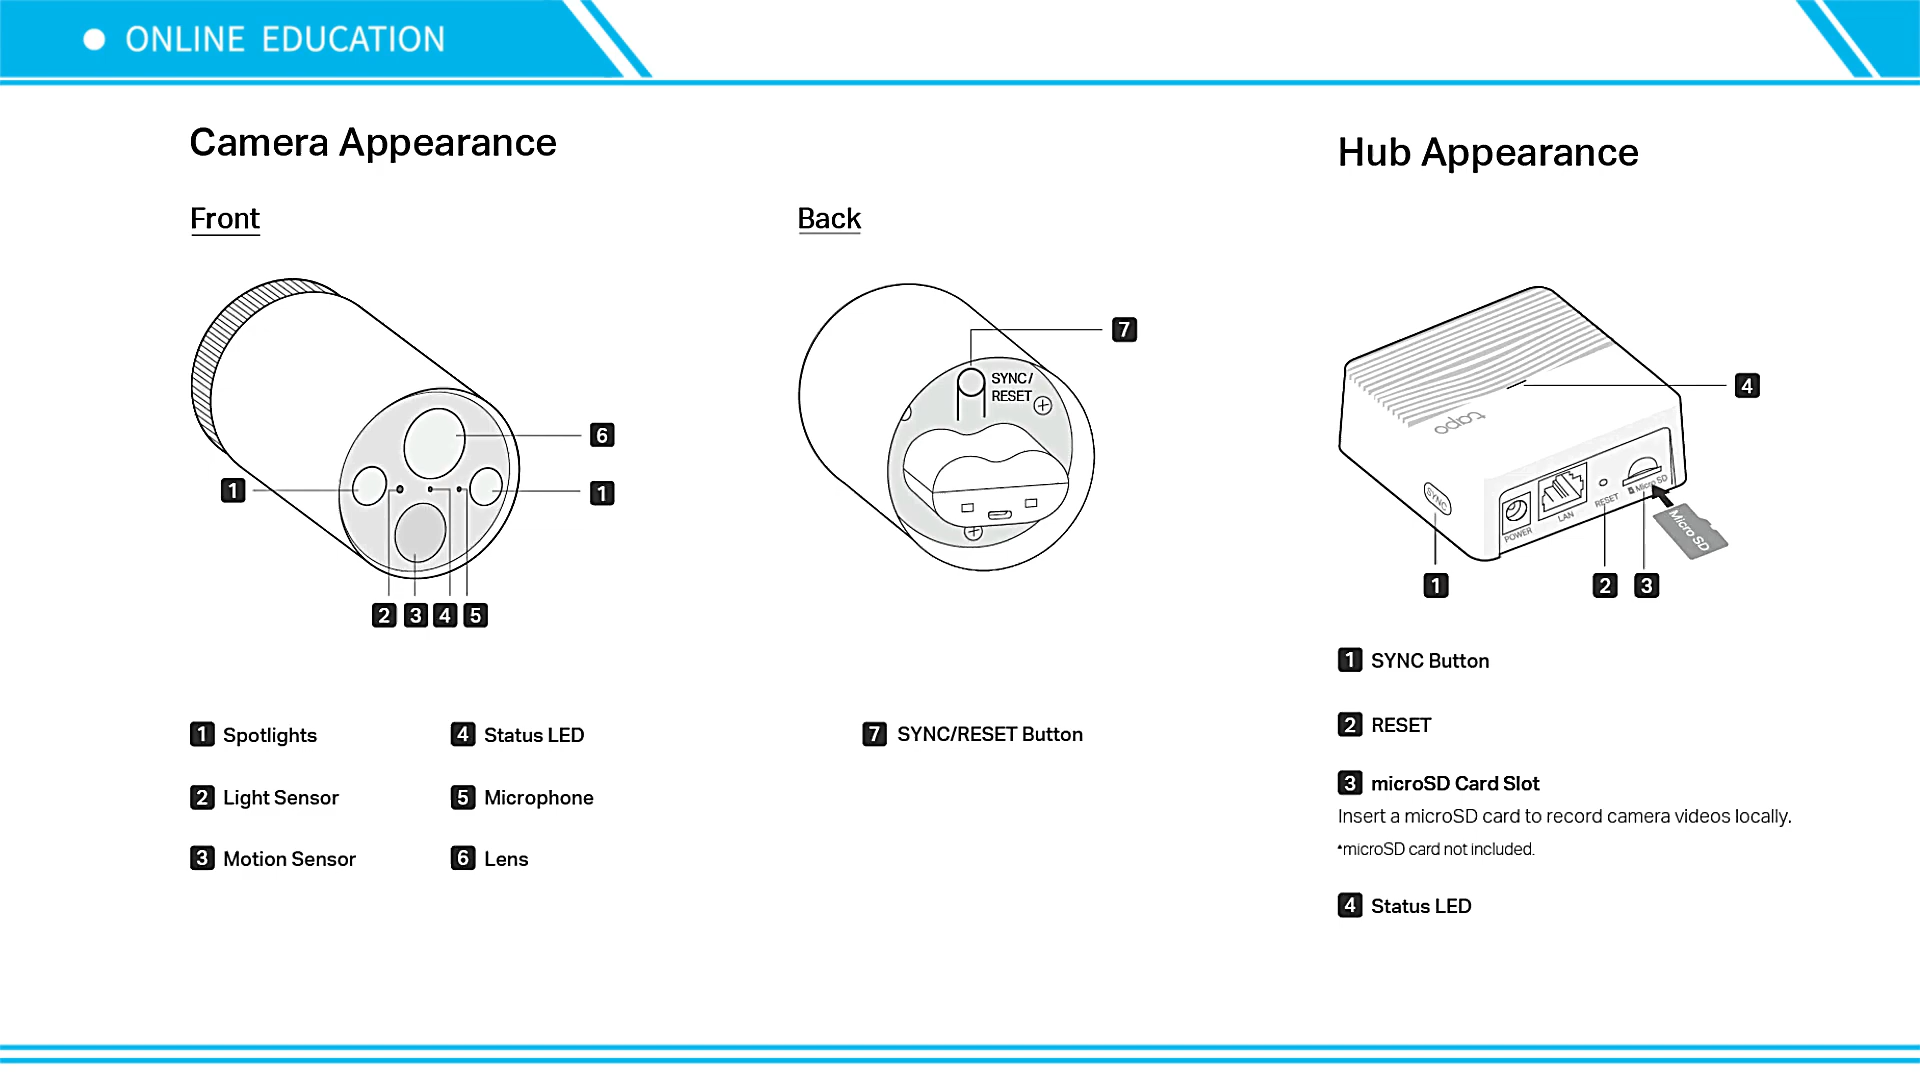 ONLINE EDUCATION
Camera Appearance
Front
6
1
1
2 3 4 5
1 Spotlights
2 Light Sensor
3 Motion Sensor
4 Status LED
5 Microphone
6 Lens
Back
7
SYNC/
RESET
7 SYNC/RESET Button
Hub Appearance
4
tapo
SYNC
POWER
LAN
RESET
Micro SD
Micro SD
1
2 3
1 SYNC Button
2 RESET
3 microSD Card Slot
Insert a microSD card to record camera videos locally.
*microSD card not included.
4 Status LED